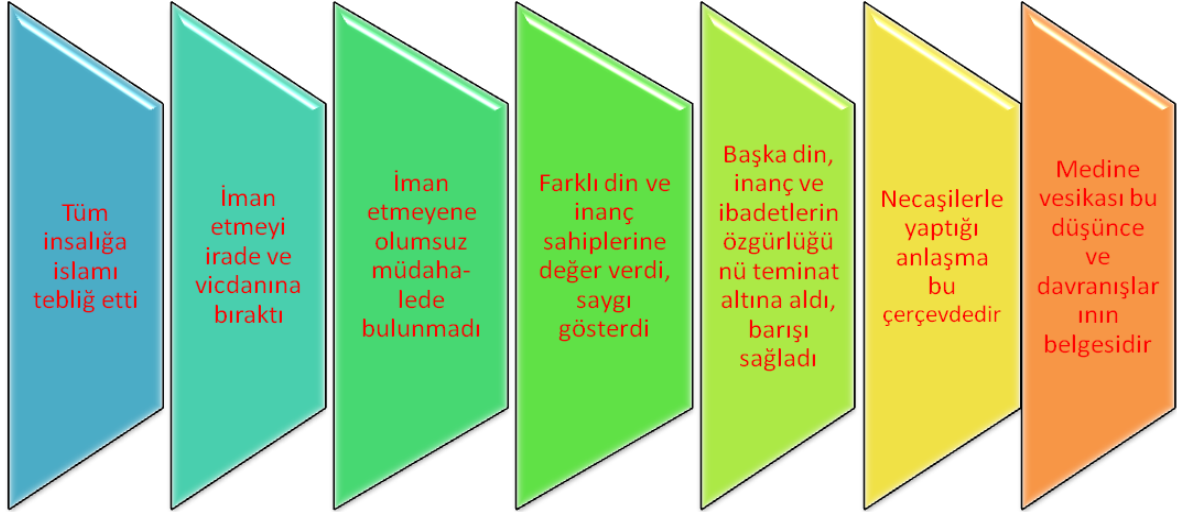 Tüm
insalığa
islamı
tebliğ etti
İman
etmeyi
irade ve
vicdanına
bıraktı
İman
etmeyene
olumsuz
müdaha-
lede
bulunmadı
Farklı din ve
inanç
sahiplerine
değer verdi,
saygı
gösterdi
Başka din,
inanç ve
ibadetlerin
özgürlüğü
nü teminat
altına aldı,
barışı
sağladı
Necaşilerle
yaptığı
anlaşma
bu
çerçevdedir
Medine
vesikası bu
düşünce
ve
davranışlar
ının
belgesidir